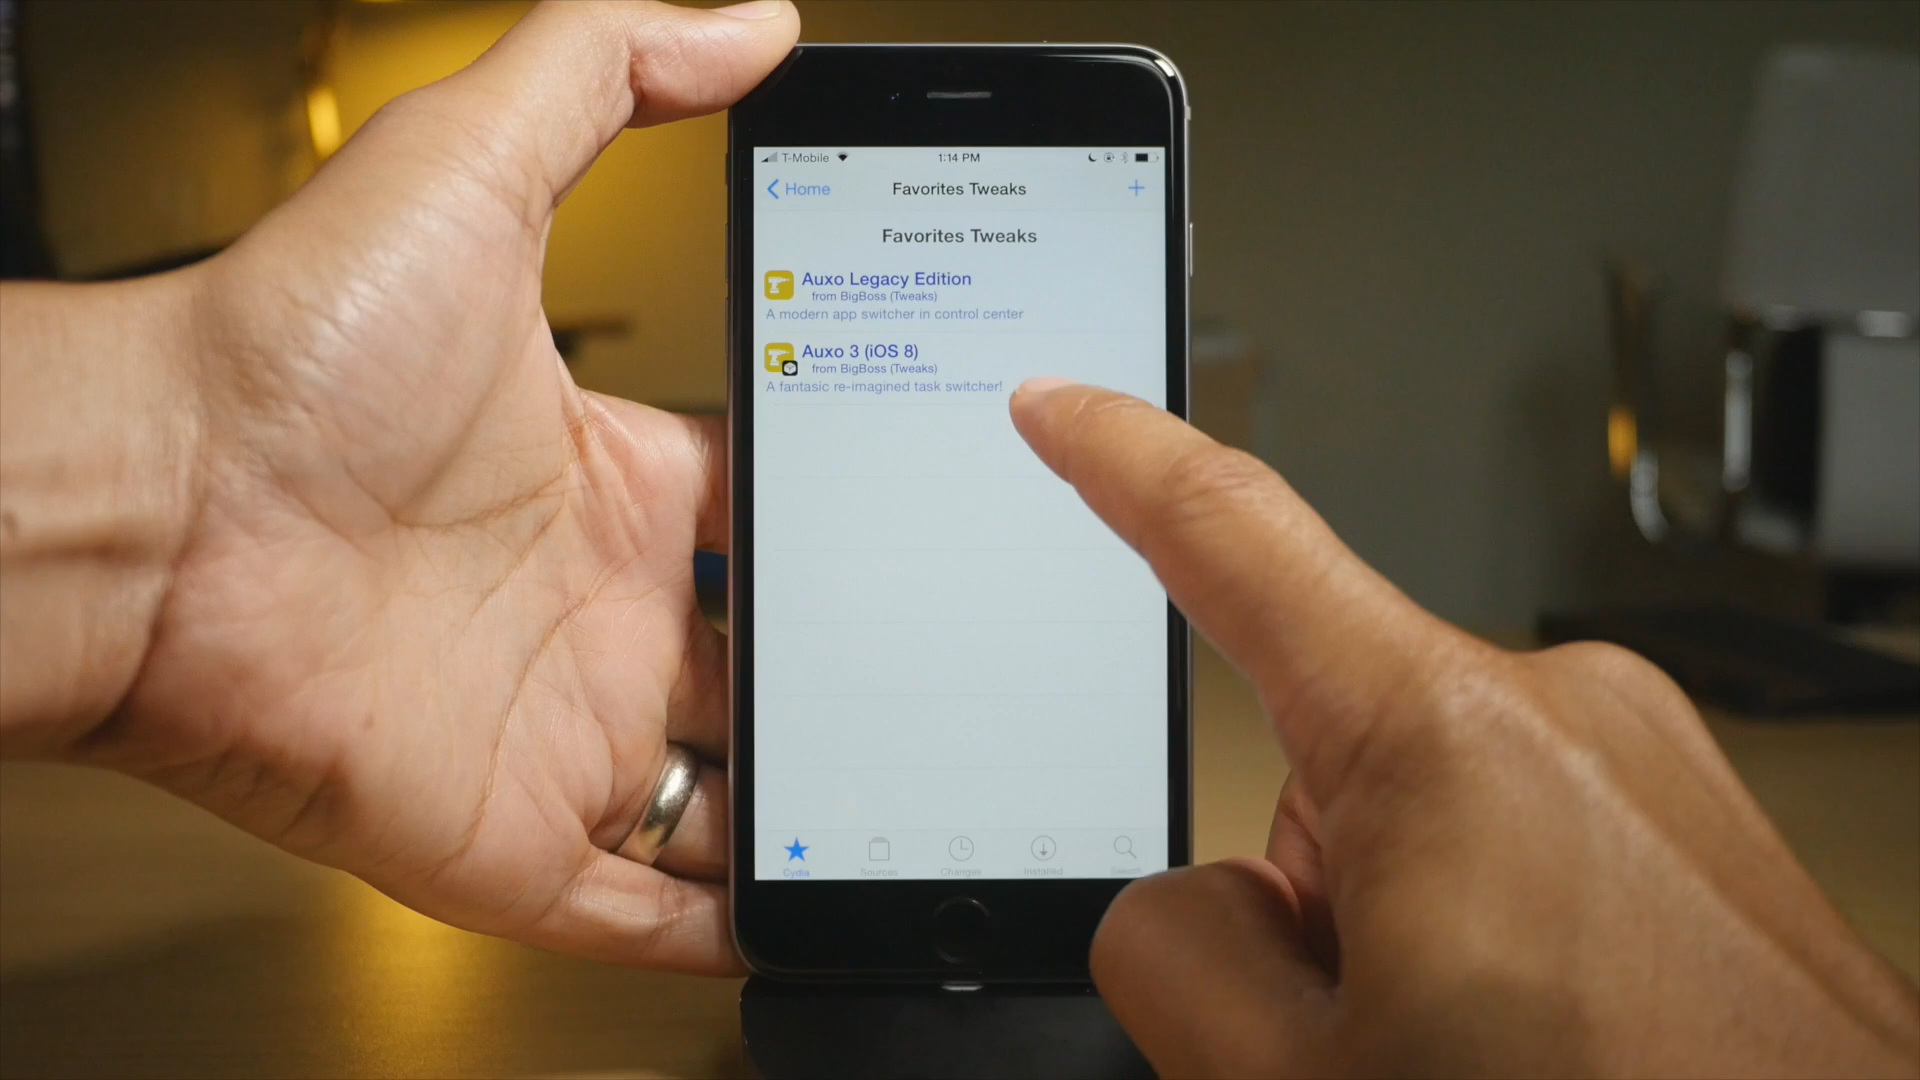 T-Mobile 1:14 PM
Home Favorites Tweaks +
Favorites Tweaks
Auxo Legacy Edition
from BigBoss (Tweaks)
A modern app switcher in control center
Auxo 3 (iOS 8)
from BigBoss (Tweaks)
A fantasic re-imagined task switcher!
Cydia Sources Changes Installed Search